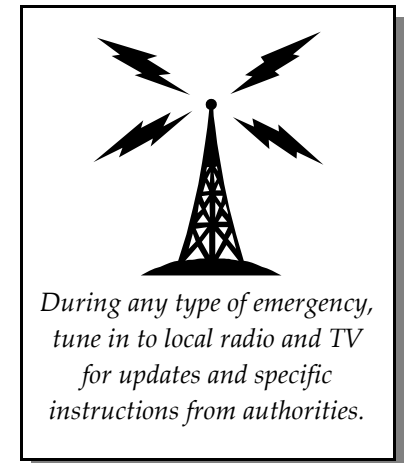 During any type of emergency,
tune in to local radio and TV
for updates and specific
instructions from authorities.